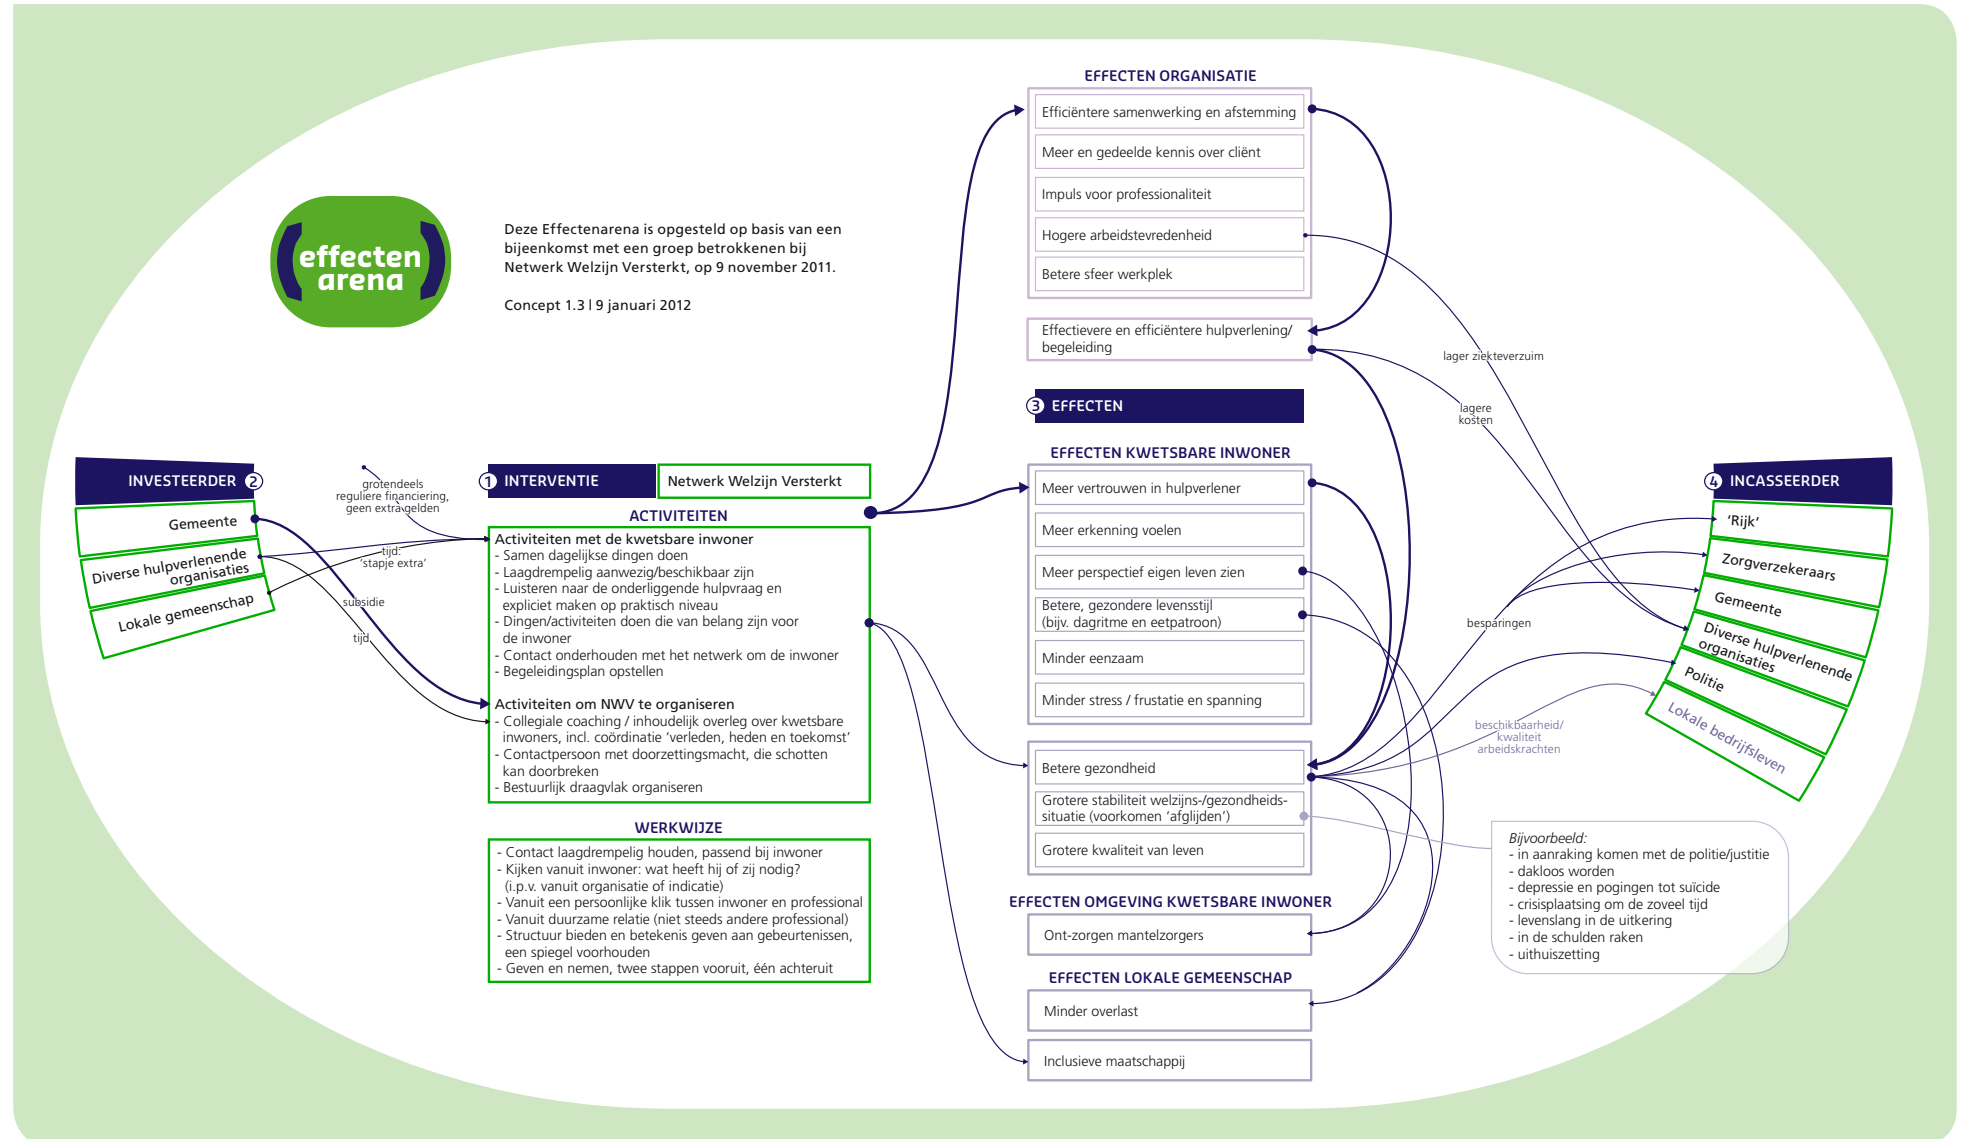 effecten
arena
Deze Effectenarena is opgesteld op basis van een
bijeenkomst met een groep betrokkenen bij
Netwerk Welzijn Versterkt, op 9 november 2011.
Concept 1.3 | 9 januari 2012
INVESTEERDER 2
Gemeente
Diverse hulpverlenende
organisaties
Lokale gemeenschap
grotendeels
reguliere financiering,
geen extra gelden
tijd:
‘stapje extra’
subsidie
tijd
1 INTERVENTIE
Netwerk Welzijn Versterkt
ACTIVITEITEN
Activiteiten met de kwetsbare inwoner
- Samen dagelijkse dingen doen
- Laagdrempelig aanwezig/beschikbaar zijn
- Luisteren naar de onderliggende hulpvraag en
expliciet maken op praktisch niveau
- Dingen/activiteiten doen die van belang zijn voor
de inwoner
- Contact onderhouden met het netwerk om de inwoner
- Begeleidingsplan opstellen
Activiteiten om NWV te organiseren
- Collegiale coaching / inhoudelijk overleg over kwetsbare
inwoners, incl. coördinatie ‘verleden, heden en toekomst’
- Contactpersoon met doorzettingsmacht, die schotten
kan doorbreken
- Bestuurlijk draagvlak organiseren
WERKWIJZE
- Contact laagdrempelig houden, passend bij inwoner
- Kijken vanuit inwoner: wat heeft hij of zij nodig?
(i.p.v. vanuit organisatie of indicatie)
- Vanuit een persoonlijke klik tussen inwoner en professional
- Vanuit duurzame relatie (niet steeds andere professional)
- Structuur bieden en betekenis geven aan gebeurtenissen,
een spiegel voorhouden
- Geven en nemen, twee stappen vooruit, één achteruit
EFFECTEN ORGANISATIE
Efficiëntere samenwerking en afstemming
Meer en gedeelde kennis over cliënt
Impuls voor professionaliteit
Hogere arbeidstevredenheid
Betere sfeer werkplek
Effectievere en efficiëntere hulpverlening/
begeleiding
3 EFFECTEN
EFFECTEN KWETSBARE INWONER
Meer vertrouwen in hulpverlener
Meer erkenning voelen
Meer perspectief eigen leven zien
Betere, gezondere levensstijl
(bijv. dagritme en eetpatroon)
Minder eenzaam
Minder stress / frustatie en spanning
Betere gezondheid
Grotere stabiliteit welzijns-/gezondheids-
situatie (voorkomen ‘afglijden’)
Grotere kwaliteit van leven
EFFECTEN OMGEVING KWETSBARE INWONER
Ont-zorgen mantelzorgers
EFFECTEN LOKALE GEMEENSCHAP
Minder overlast
Inclusieve maatschappij
lager ziekteverzuim
lagere
kosten
besparingen
beschikbaarheid/
kwaliteit
arbeidskrachten
4 INCASSEERDER
‘Rijk’
Zorgverzekeraars
Gemeente
Diverse hulpverlenende
organisaties
Politie
Lokale bedrijfsleven
Bijvoorbeeld:
- in aanraking komen met de politie/justitie
- dakloos worden
- depressie en pogingen tot suïcide
- crisisplaatsing om de zoveel tijd
- levenslang in de uitkering
- in de schulden raken
- uithuiszetting